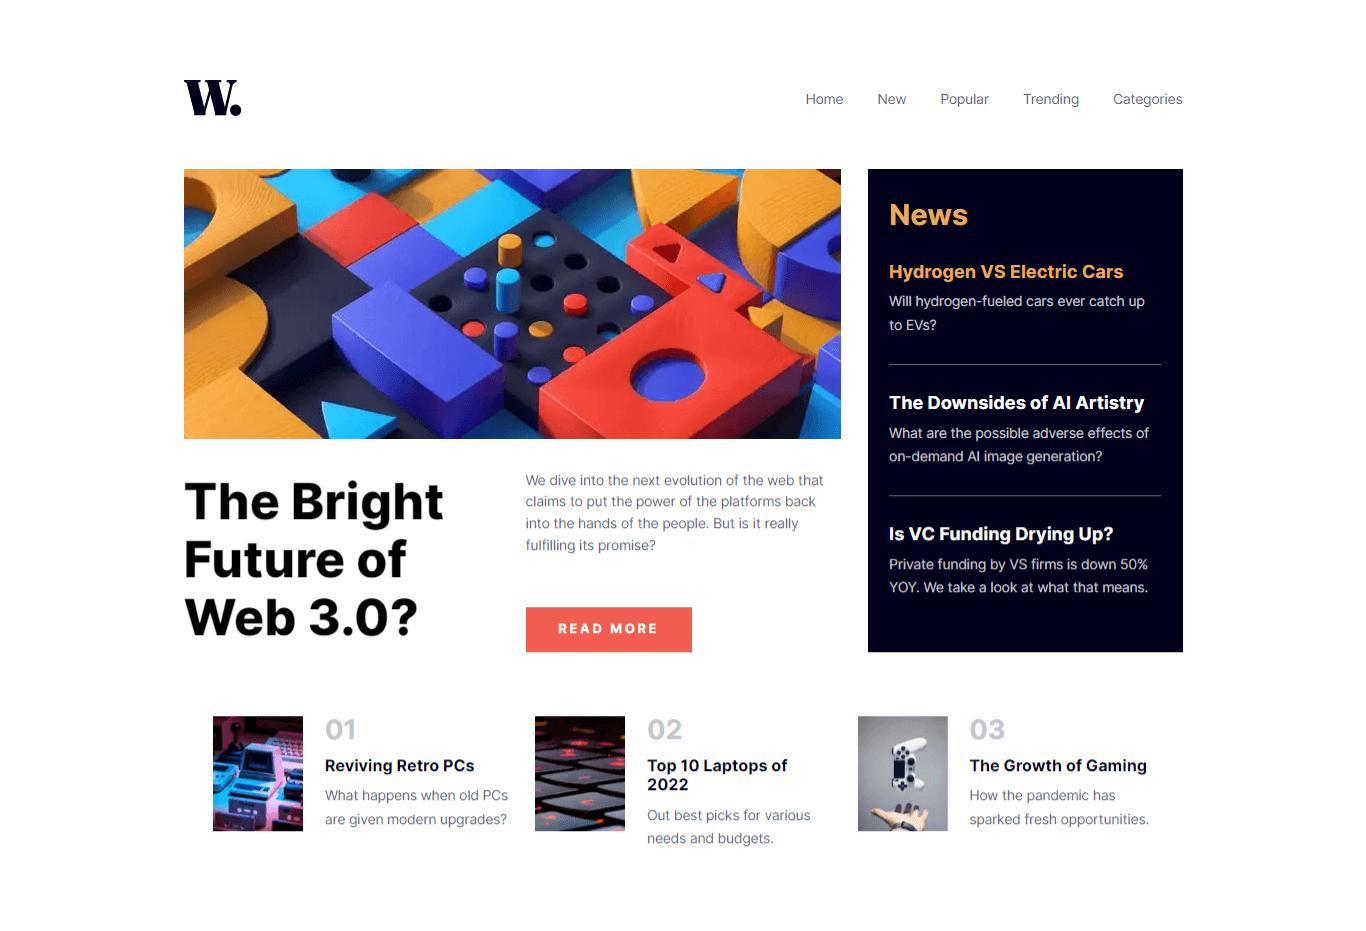 W.
Home
New
Popular
Trending
Categories
The Bright
Future of
Web 3.0?
We dive into the next evolution of the web that
claims to put the power of the platforms back
into the hands of the people. But is it really
fulfilling its promise?
READ MORE
News
Hydrogen VS Electric Cars
Will hydrogen-fueled cars ever catch up
to EVs?
The Downsides of AI Artistry
What are the possible adverse effects of
on-demand AI image generation?
Is VC Funding Drying Up?
Private funding by VS firms is down 50%
YOY. We take a look at what that means.
01
Reviving Retro PCs
What happens when old PCs
are given modern upgrades?
02
Top 10 Laptops of
2022
Out best picks for various
needs and budgets.
03
The Growth of Gaming
How the pandemic has
sparked fresh opportunities.